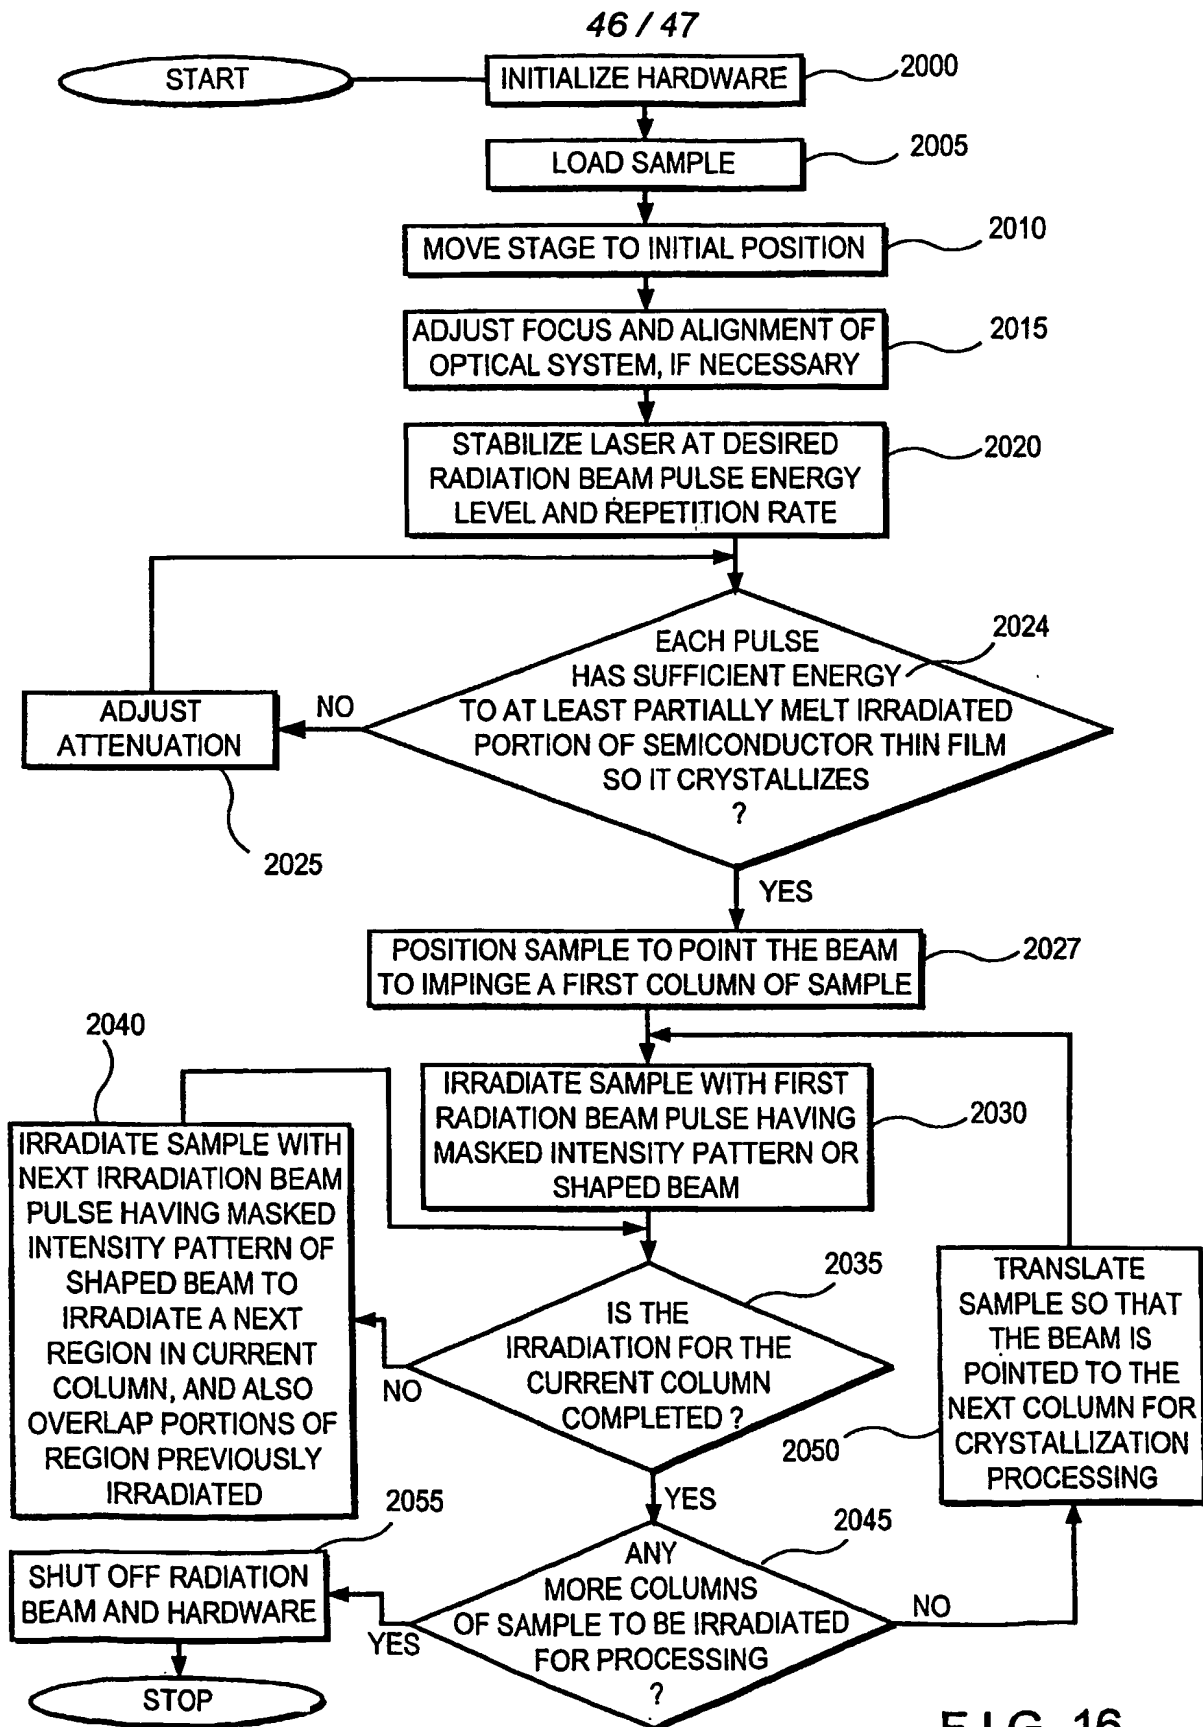 46 / 47
START
INITIALIZE HARDWARE
2000
LOAD SAMPLE
2005
MOVE STAGE TO INITIAL POSITION
2010
ADJUST FOCUS AND ALIGNMENT OF
OPTICAL SYSTEM, IF NECESSARY
2015
STABILIZE LASER AT DESIRED
RADIATION BEAM PULSE ENERGY
LEVEL AND REPETITION RATE
2020
EACH PULSE
HAS SUFFICIENT ENERGY
TO AT LEAST PARTIALLY MELT IRRADIATED
PORTION OF SEMICONDUCTOR THIN FILM
SO IT CRYSTALLIZES
?
2024
NO
ADJUST
ATTENUATION
2025
YES
POSITION SAMPLE TO POINT THE BEAM
TO IMPINGE A FIRST COLUMN OF SAMPLE
2027
IRRADIATE SAMPLE WITH FIRST
RADIATION BEAM PULSE HAVING
MASKED INTENSITY PATTERN OR
SHAPED BEAM
2030
2040
IRRADIATE SAMPLE WITH
NEXT IRRADIATION BEAM
PULSE HAVING MASKED
INTENSITY PATTERN OF
SHAPED BEAM TO
IRRADIATE A NEXT
REGION IN CURRENT
COLUMN, AND ALSO
OVERLAP PORTIONS OF
REGION PREVIOUSLY
IRRADIATED
IS THE
IRRADIATION FOR THE
CURRENT COLUMN
COMPLETED ?
2035
NO
YES
TRANSLATE
SAMPLE SO THAT
THE BEAM IS
POINTED TO THE
NEXT COLUMN FOR
CRYSTALLIZATION
PROCESSING
2050
ANY
MORE COLUMNS
OF SAMPLE TO BE IRRADIATED
FOR PROCESSING
?
2045
NO
YES
2055
SHUT OFF RADIATION
BEAM AND HARDWARE
STOP
FIG. 16